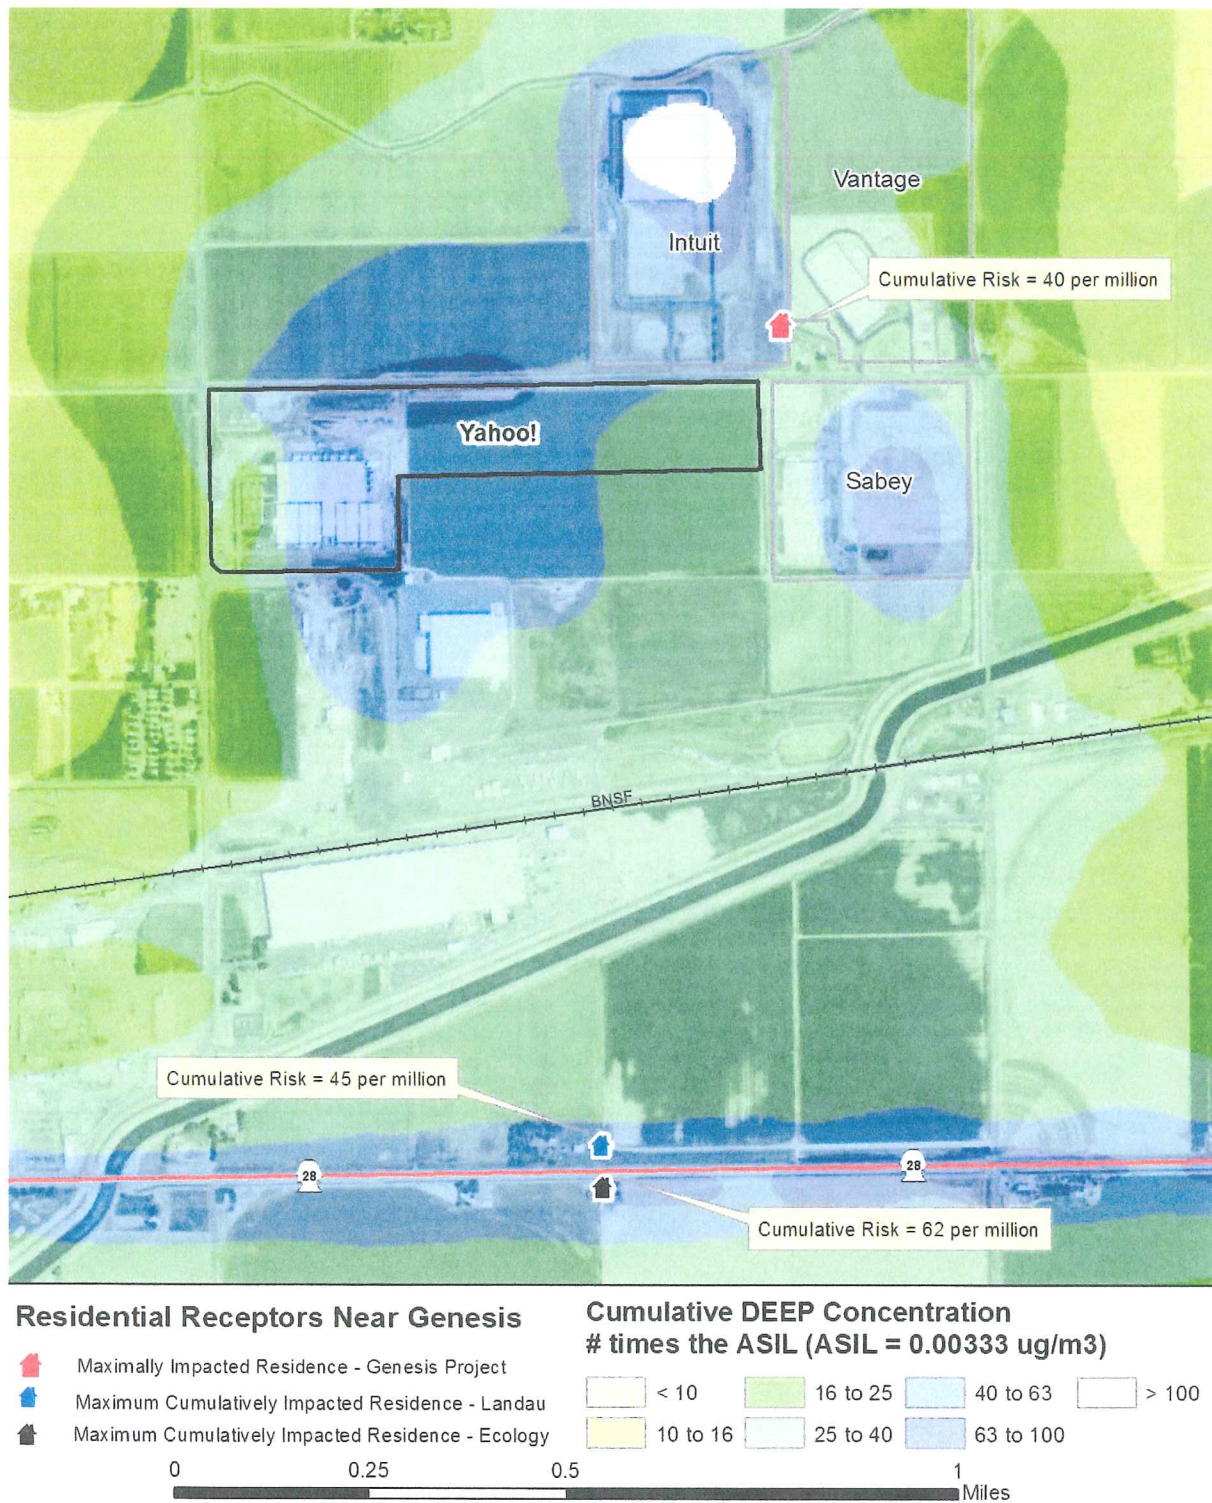 Vantage
Intuit
Cumulative Risk = 40 per million
Yahoo!
Sabey
BNSF
Cumulative Risk = 45 per million
28
28
Cumulative Risk = 62 per million
Residential Receptors Near Genesis
Maximally Impacted Residence - Genesis Project
Maximum Cumulatively Impacted Residence - Landau
Maximum Cumulatively Impacted Residence - Ecology
Cumulative DEEP Concentration
# times the ASIL (ASIL = 0.00333 ug/m3)
< 10
16 to 25
40 to 63
> 100
10 to 16
25 to 40
63 to 100
0 0.25 0.5 1
Miles